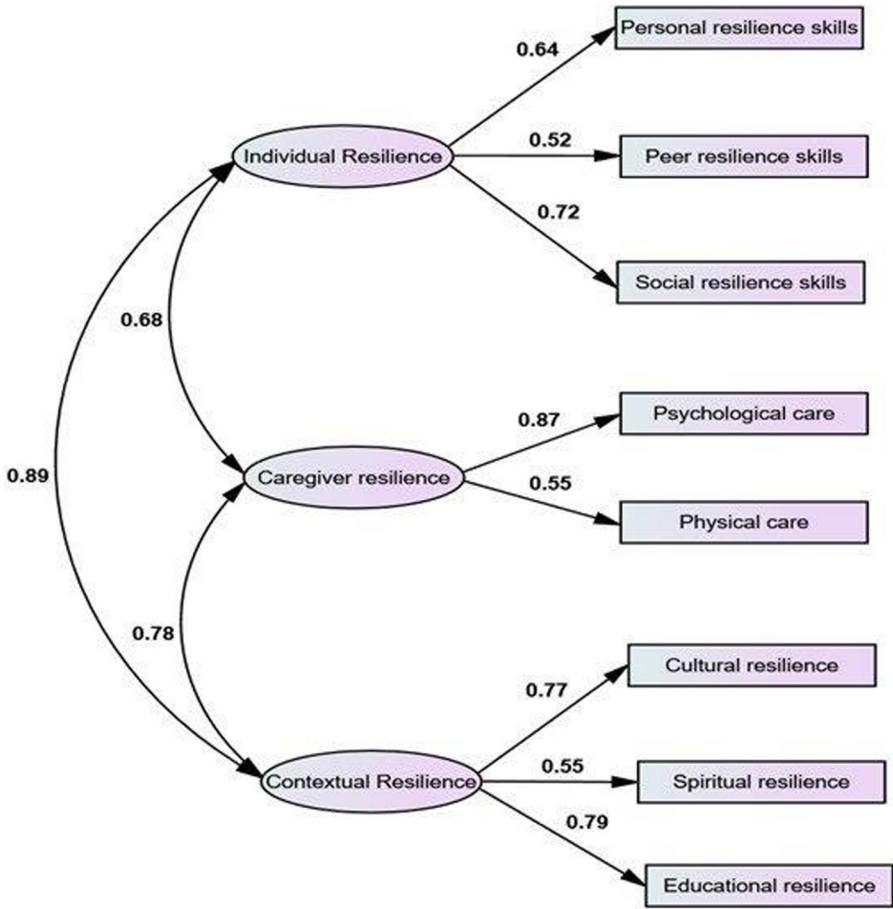 Personal resilience skills
0.64
Individual Resilience
0.52
Peer resilience skills
0.72
Social resilience skills
0.68
Psychological care
0.87
Caregiver resilience
0.89
0.55
Physical care
0.78
Cultural resilience
0.77
Contextual Resilience
0.55
Spiritual resilience
0.79
Educational resilience